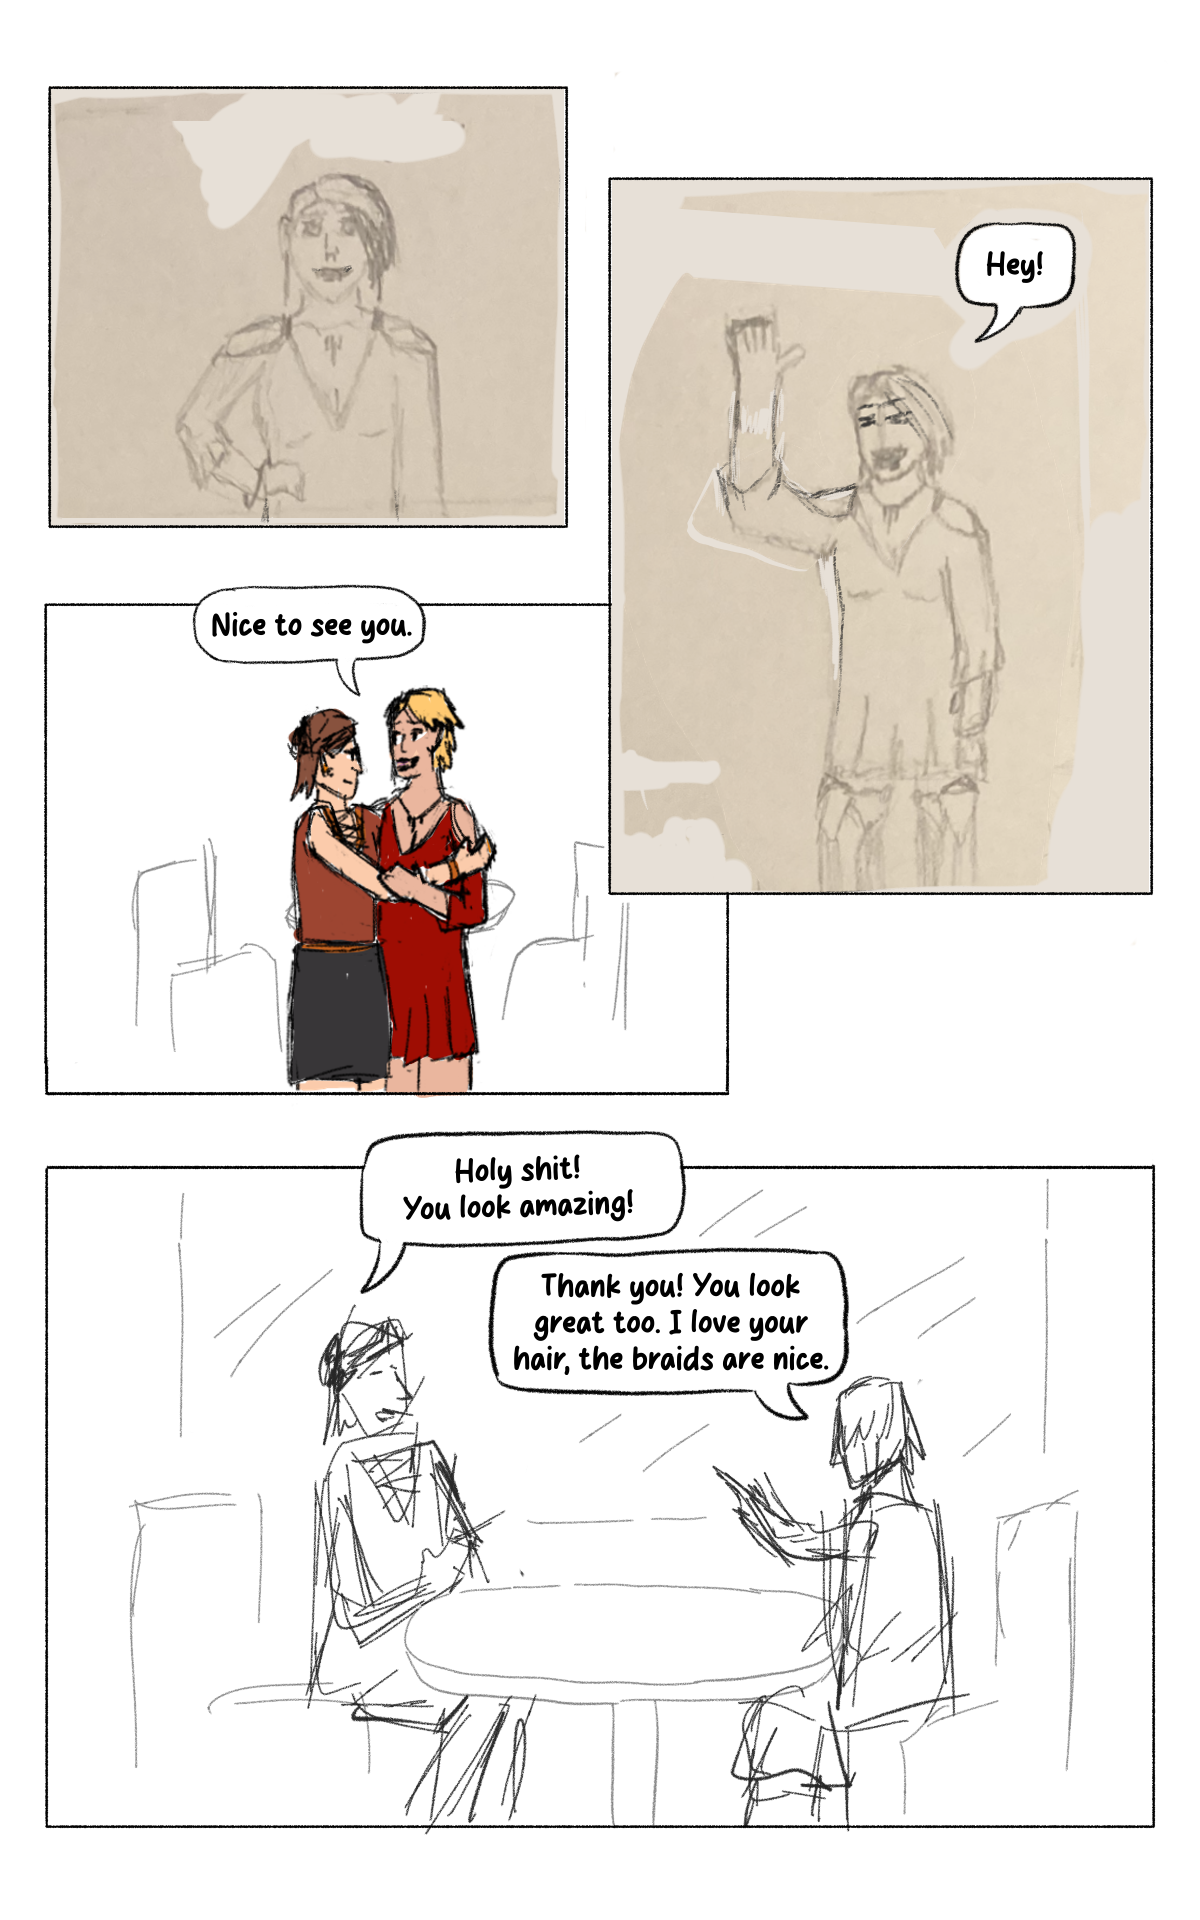 Hey!
Nice to see you.
Holy shit!
You look amazing!
Thank you! You look
great too. I love your
hair, the braids are nice.